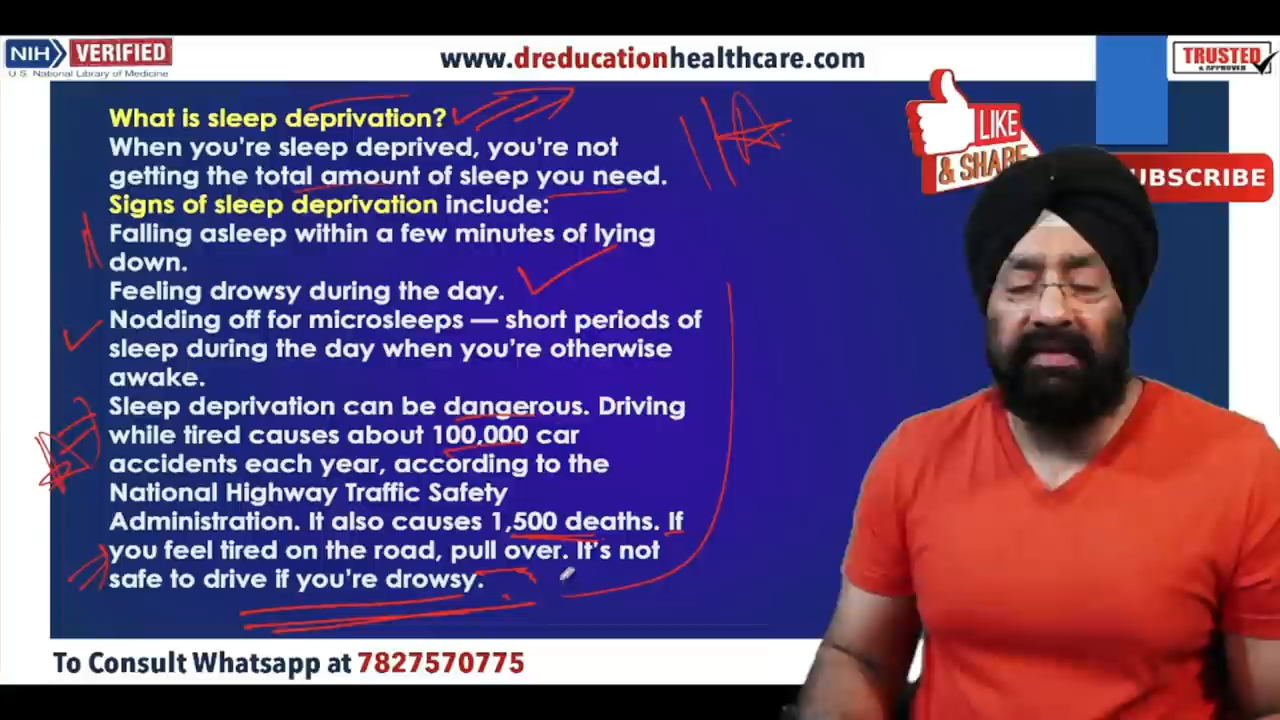 NIH VERIFIED
U.S. National Library of Medicine
www.dreducationhealthcare.com
TRUSTED
& APPROVED
LIKE
& SHARE
UBSCRIBE
What is sleep deprivation?
When you're sleep deprived, you're not
getting the total amount of sleep you need.
Signs of sleep deprivation include:
Falling asleep within a few minutes of lying
down.
Feeling drowsy during the day.
Nodding off for microsleeps — short periods of
sleep during the day when you're otherwise
awake.
Sleep deprivation can be dangerous. Driving
while tired causes about 100,000 car
accidents each year, according to the
National Highway Traffic Safety
Administration. It also causes 1,500 deaths. If
you feel tired on the road, pull over. It's not
safe to drive if you're drowsy.
To Consult Whatsapp at 7827570775